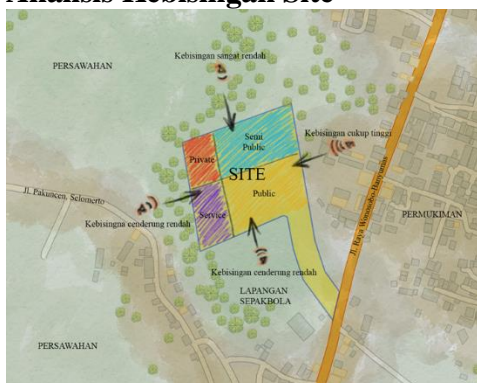 Analisis Kebisingan Site
PERSAWAHAN
Kebisingan sangat rendah
Semi
Public
Kebisingan cukup tinggi
Private
SITE
Public
Jl. Pakuncen, Selomerto
Service
PERMUKIMAN
Kebisingna cenderung rendah
Kebisingan cenderung rendah
LAPANGAN
SEPAKBOLA
PERSAWAHAN